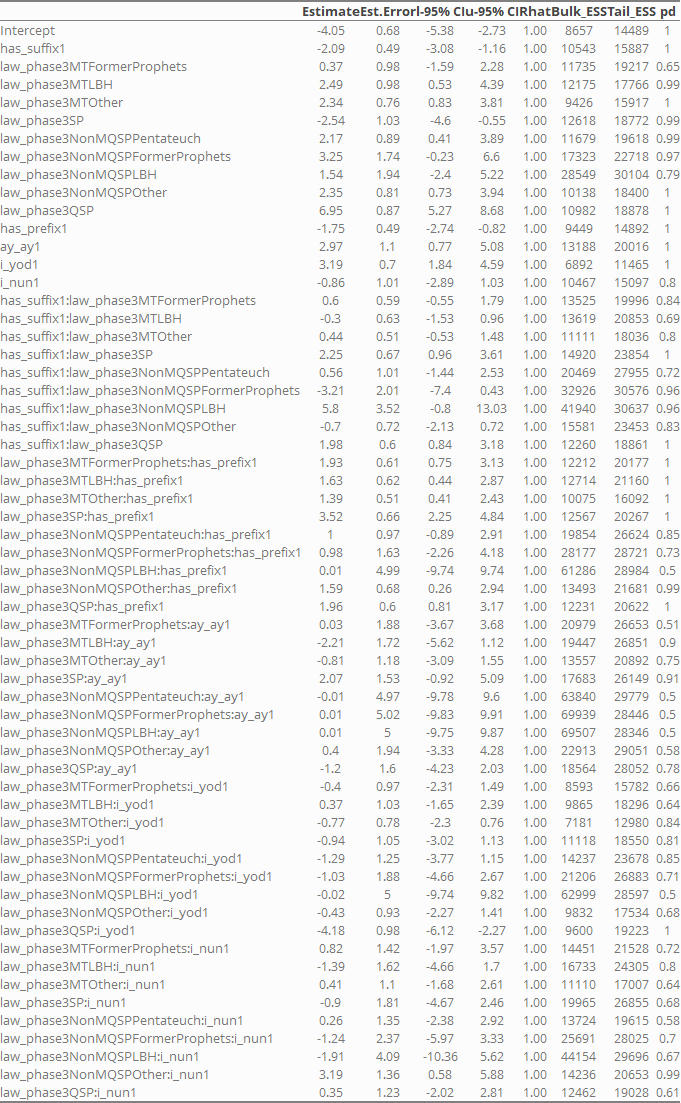 EstimateEst.Errorl-95% CIu-95% CIRhatBulk_ESSTail_ESS pd
Intercept -4.05 0.68 -5.38 -2.73 1.00 8657 14489 1
has_suffix1 -2.09 0.49 -3.08 -1.16 1.00 10543 15887 1
law_phase3MTFormerProphets 0.37 0.98 -1.59 2.28 1.00 11735 19217 0.65
law_phase3MTLBH 2.49 0.98 0.53 4.39 1.00 12175 17766 0.99
law_phase3MTOther 2.34 0.76 0.83 3.81 1.00 9426 15917 1
law_phase3SP -2.54 1.03 -4.6 -0.55 1.00 12618 18772 0.99
law_phase3NonMQSPPentateuch 2.17 0.89 0.41 3.89 1.00 11679 19618 0.99
law_phase3NonMQSPFormerProphets 3.25 1.74 -0.23 6.6 1.00 17323 22718 0.97
law_phase3NonMQSPLBH 1.54 1.94 -2.4 5.22 1.00 28549 30104 0.79
law_phase3NonMQSPOther 2.35 0.81 0.73 3.94 1.00 10138 18400 1
law_phase3QSP 6.95 0.87 5.27 8.68 1.00 10982 18878 1
has_prefix1 -1.75 0.49 -2.74 -0.82 1.00 9449 14892 1
ay_ay1 2.97 1.1 0.77 5.08 1.00 13188 20016 1
i_yod1 3.19 0.7 1.84 4.59 1.00 6892 11465 1
i_nun1 -0.86 1.01 -2.89 1.03 1.00 10467 15097 0.8
has_suffix1:law_phase3MTFormerProphets 0.6 0.59 -0.55 1.79 1.00 13525 19996 0.84
has_suffix1:law_phase3MTLBH -0.3 0.63 -1.53 0.96 1.00 13619 20853 0.69
has_suffix1:law_phase3MTOther 0.44 0.51 -0.53 1.48 1.00 11111 18036 0.8
has_suffix1:law_phase3SP 2.25 0.67 0.96 3.61 1.00 14920 23854 1
has_suffix1:law_phase3NonMQSPPentateuch 0.56 1.01 -1.44 2.53 1.00 20469 27955 0.72
has_suffix1:law_phase3NonMQSPFormerProphets -3.21 2.01 -7.4 0.43 1.00 32926 30576 0.96
has_suffix1:law_phase3NonMQSPLBH 5.8 3.52 -0.8 13.03 1.00 41940 30637 0.96
has_suffix1:law_phase3NonMQSPOther -0.7 0.72 -2.13 0.72 1.00 15581 23453 0.83
has_suffix1:law_phase3QSP 1.98 0.6 0.84 3.18 1.00 12260 18861 1
law_phase3MTFormerProphets:has_prefix1 1.93 0.61 0.75 3.13 1.00 12212 20177 1
law_phase3MTLBH:has_prefix1 1.63 0.62 0.44 2.87 1.00 12714 21160 1
law_phase3MTOther:has_prefix1 1.39 0.51 0.41 2.43 1.00 10075 16092 1
law_phase3SP:has_prefix1 3.52 0.66 2.25 4.84 1.00 12567 20267 1
law_phase3NonMQSPPentateuch:has_prefix1 1 0.97 -0.89 2.91 1.00 19854 26624 0.85
law_phase3NonMQSPFormerProphets:has_prefix1 0.98 1.63 -2.26 4.18 1.00 28177 28721 0.73
law_phase3NonMQSPLBH:has_prefix1 0.01 4.99 -9.74 9.74 1.00 61286 28984 0.5
law_phase3NonMQSPOther:has_prefix1 1.59 0.68 0.26 2.94 1.00 13493 21681 0.99
law_phase3QSP:has_prefix1 1.96 0.6 0.81 3.17 1.00 12231 20622 1
law_phase3MTFormerProphets:ay_ay1 0.03 1.88 -3.67 3.68 1.00 20979 26653 0.51
law_phase3MTLBH:ay_ay1 -2.21 1.72 -5.62 1.12 1.00 19447 26851 0.9
law_phase3MTOther:ay_ay1 -0.81 1.18 -3.09 1.55 1.00 13557 20892 0.75
law_phase3SP:ay_ay1 2.07 1.53 -0.92 5.09 1.00 17683 26149 0.91
law_phase3NonMQSPPentateuch:ay_ay1 -0.01 4.97 -9.78 9.6 1.00 63840 29779 0.5
law_phase3NonMQSPFormerProphets:ay_ay1 0.01 5.02 -9.83 9.91 1.00 69939 28446 0.5
law_phase3NonMQSPLBH:ay_ay1 0.01 5 -9.75 9.87 1.00 69507 28346 0.5
law_phase3NonMQSPOther:ay_ay1 0.4 1.94 -3.33 4.28 1.00 22913 29051 0.58
law_phase3QSP:ay_ay1 -1.2 1.6 -4.23 2.03 1.00 18564 28052 0.78
law_phase3MTFormerProphets:i_yod1 -0.4 0.97 -2.31 1.49 1.00 8593 15782 0.66
law_phase3MTLBH:i_yod1 0.37 1.03 -1.65 2.39 1.00 9865 18296 0.64
law_phase3MTOther:i_yod1 -0.77 0.78 -2.3 0.76 1.00 7181 12980 0.84
law_phase3SP:i_yod1 -0.94 1.05 -3.02 1.13 1.00 11118 18550 0.81
law_phase3NonMQSPPentateuch:i_yod1 -1.29 1.25 -3.77 1.15 1.00 14237 23678 0.85
law_phase3NonMQSPFormerProphets:i_yod1 -1.03 1.88 -4.66 2.67 1.00 21206 26883 0.71
law_phase3NonMQSPLBH:i_yod1 -0.02 5 -9.74 9.82 1.00 62999 28597 0.5
law_phase3NonMQSPOther:i_yod1 -0.43 0.93 -2.27 1.41 1.00 9832 17534 0.68
law_phase3QSP:i_yod1 -4.18 0.98 -6.12 -2.27 1.00 9600 19223 1
law_phase3MTFormerProphets:i_nun1 0.82 1.42 -1.97 3.57 1.00 14451 21528 0.72
law_phase3MTLBH:i_nun1 -1.39 1.62 -4.66 1.7 1.00 16733 24305 0.8
law_phase3MTOther:i_nun1 0.41 1.1 -1.68 2.61 1.00 11110 17007 0.64
law_phase3SP:i_nun1 -0.9 1.81 -4.67 2.46 1.00 19965 26855 0.68
law_phase3NonMQSPPentateuch:i_nun1 0.26 1.35 -2.38 2.92 1.00 13724 19615 0.58
law_phase3NonMQSPFormerProphets:i_nun1 -1.24 2.37 -5.97 3.33 1.00 25691 28025 0.7
law_phase3NonMQSPLBH:i_nun1 -1.91 4.09 -10.36 5.62 1.00 44154 29696 0.67
law_phase3NonMQSPOther:i_nun1 3.19 1.36 0.58 5.88 1.00 14236 20653 0.99
law_phase3QSP:i_nun1 0.35 1.23 -2.02 2.81 1.00 12462 19028 0.61